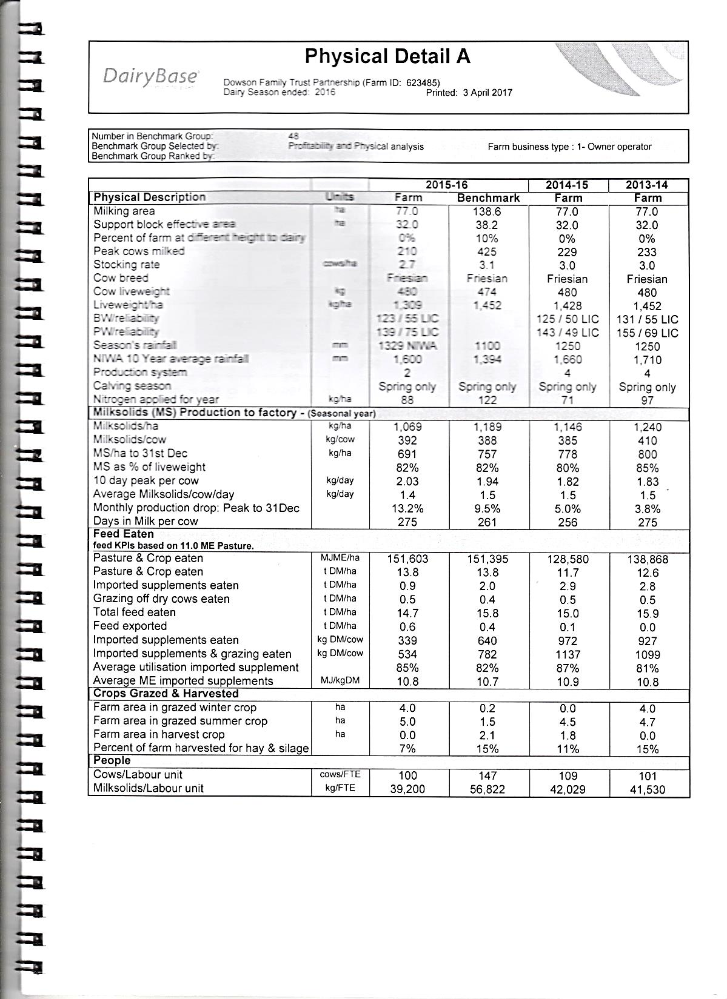 Physical Detail A
DairyBase
Dowson Family Trust Partnership (Farm ID: 623485)
Dairy Season ended: 2016 Printed: 3 April 2017
Number in Benchmark Group: 48
Benchmark Group Selected by: Profitability and Physical analysis Farm business type : 1- Owner operator
Benchmark Group Ranked by:
2015-16 2014-15 2013-14
Physical Description Units Farm Benchmark Farm Farm
Milking area ha 77.0 138.6 77.0 77.0
Support block effective area ha 32.0 38.2 32.0 32.0
Percent of farm at different height to dairy 0% 10% 0% 0%
Peak cows milked 210 425 229 233
Stocking rate cows/ha 2.7 3.1 3.0 3.0
Cow breed Friesian Friesian Friesian Friesian
Cow liveweight kg 480 474 480 480
Liveweight/ha kg/ha 1,309 1,452 1,428 1,452
BW/reliability 123 / 55 LIC 125 / 50 LIC 131 / 55 LIC
PW/reliability 139 / 75 LIC 143 / 49 LIC 155 / 69 LIC
Season's rainfall mm 1329 NIWA 1100 1250 1250
NIWA 10 Year average rainfall mm 1,600 1,394 1,660 1,710
Production system 2 4 4
Calving season Spring only Spring only Spring only Spring only
Nitrogen applied for year kg/ha 88 122 71 97
Milksolids (MS) Production to factory - (Seasonal year)
Milksolids/ha kg/ha 1,069 1,189 1,146 1,240
Milksolids/cow kg/cow 392 388 385 410
MS/ha to 31st Dec kg/ha 691 757 778 800
MS as % of liveweight 82% 82% 80% 85%
10 day peak per cow kg/day 2.03 1.94 1.82 1.83
Average Milksolids/cow/day kg/day 1.4 1.5 1.5 1.5
Monthly production drop: Peak to 31Dec 13.2% 9.5% 5.0% 3.8%
Days in Milk per cow 275 261 256 275
Feed Eaten
feed KPIs based on 11.0 ME Pasture.
Pasture & Crop eaten MJME/ha 151,603 151,395 128,580 138,868
Pasture & Crop eaten t DM/ha 13.8 13.8 11.7 12.6
Imported supplements eaten t DM/ha 0.9 2.0 2.9 2.8
Grazing off dry cows eaten t DM/ha 0.5 0.4 0.5 0.5
Total feed eaten t DM/ha 14.7 15.8 15.0 15.9
Feed exported t DM/ha 0.6 0.4 0.1 0.0
Imported supplements eaten kg DM/cow 339 640 972 927
Imported supplements & grazing eaten kg DM/cow 534 782 1137 1099
Average utilisation imported supplement 85% 82% 87% 81%
Average ME imported supplements MJ/kgDM 10.8 10.7 10.9 10.8
Crops Grazed & Harvested
Farm area in grazed winter crop ha 4.0 0.2 0.0 4.0
Farm area in grazed summer crop ha 5.0 1.5 4.5 4.7
Farm area in harvest crop ha 0.0 2.1 1.8 0.0
Percent of farm harvested for hay & silage 7% 15% 11% 15%
People
Cows/Labour unit cows/FTE 100 147 109 101
Milksolids/Labour unit kg/FTE 39,200 56,822 42,029 41,530